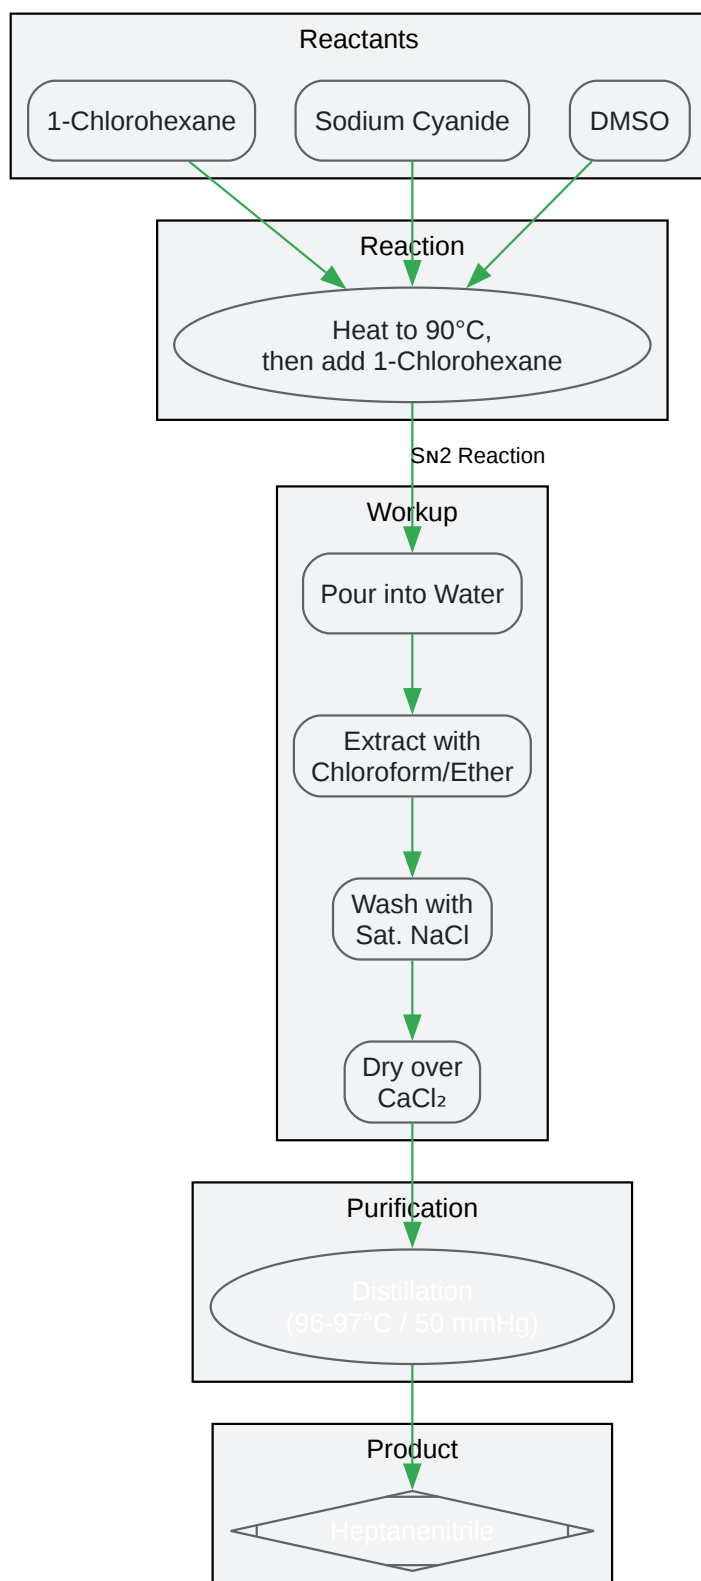 Reactants
1-Chlorohexane
Sodium Cyanide
DMSO
Reaction
Heat to 90°C,
then add 1-Chlorohexane
Sɴ2 Reaction
Workup
Pour into Water
Extract with
Chloroform/Ether
Wash with
Sat. NaCl
Dry over
CaCl₂
Purification
Distillation
(96-97°C / 50 mmHg)
Product
Heptanenitrile